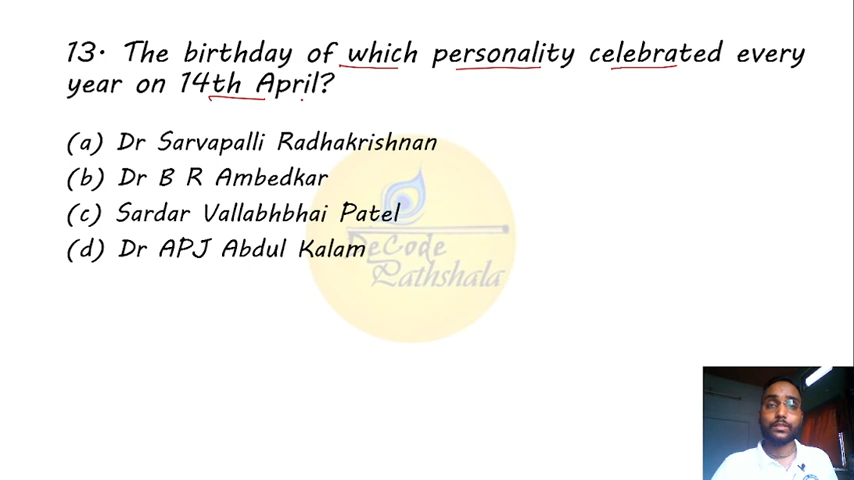 13. The birthday of which personality celebrated every
year on 14th April?
(a) Dr Sarvapalli Radhakrishnan
(b) Dr B R Ambedkar
(c) Sardar Vallabhbhai Patel
(d) Dr APJ Abdul Kalam
DeCode
Pathshala